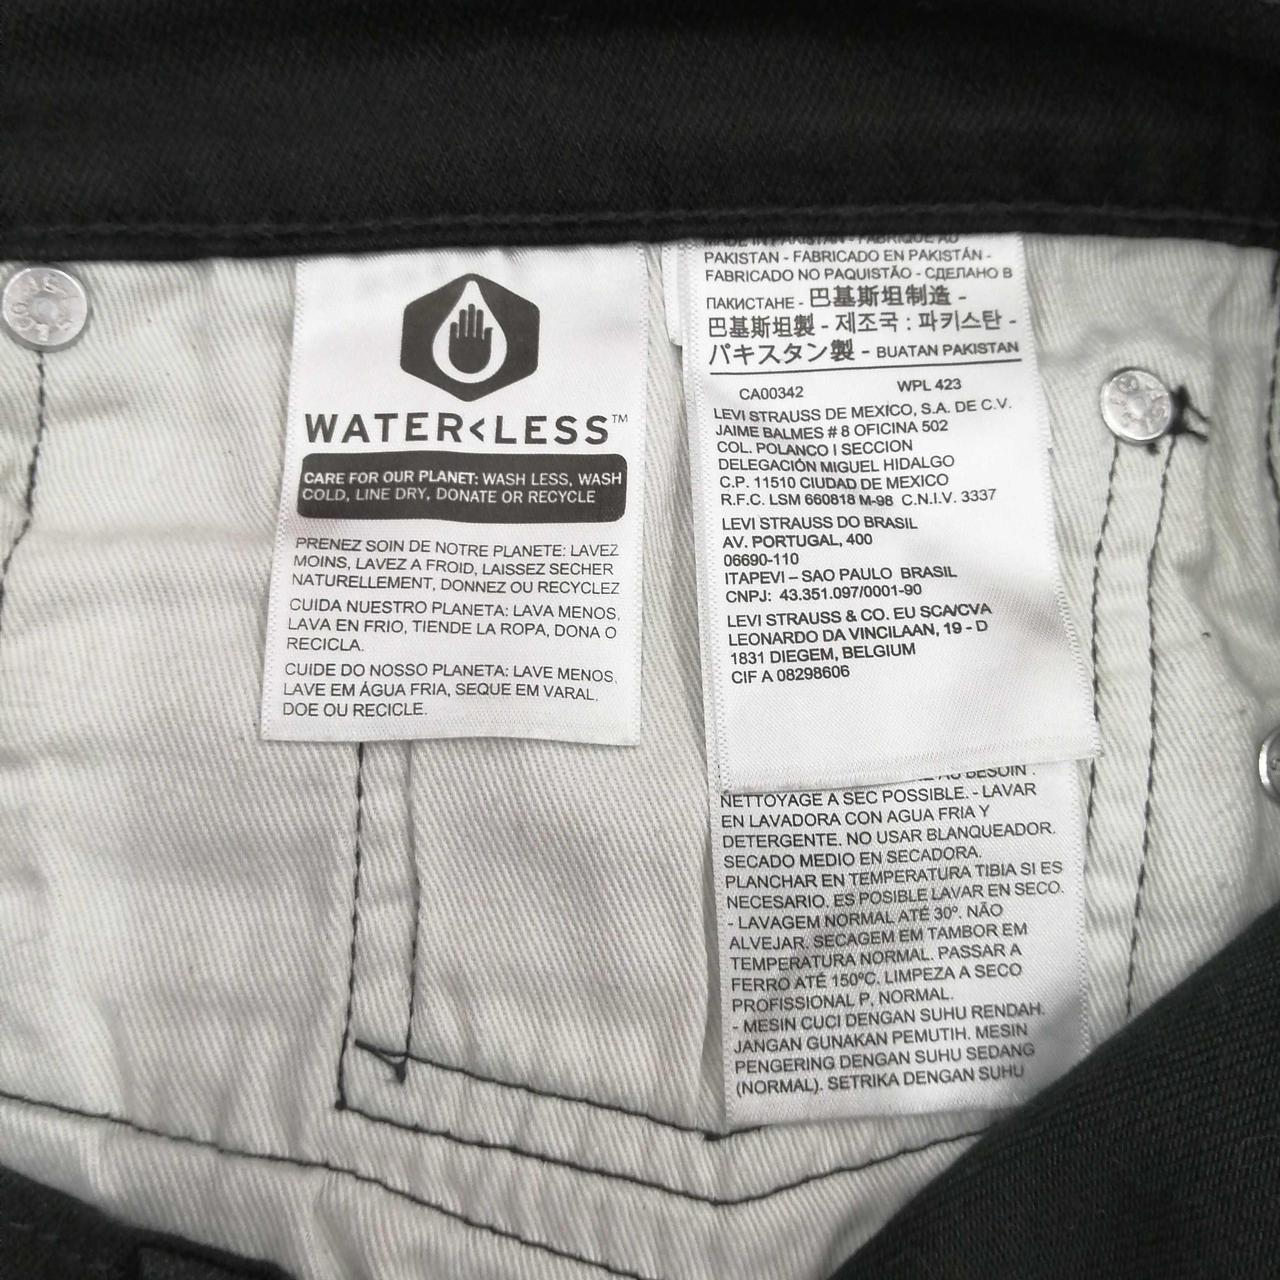 WATER<LESS™
CARE FOR OUR PLANET: WASH LESS, WASH
COLD, LINE DRY, DONATE OR RECYCLE
PRENEZ SOIN DE NOTRE PLANETE: LAVEZ
MOINS, LAVEZ A FROID, LAISSEZ SECHER
NATURELLEMENT, DONNEZ OU RECYCLEZ
CUIDA NUESTRO PLANETA: LAVA MENOS,
LAVA EN FRIO, TIENDE LA ROPA, DONA O
RECICLA.
CUIDE DO NOSSO PLANETA: LAVE MENOS,
LAVE EM ÁGUA FRIA, SEQUE EM VARAL,
DOE OU RECICLE.
MADE IN PAKISTAN - FABRIQUE AU
PAKISTAN - FABRICADO EN PAKISTÁN -
FABRICADO NO PAQUISTÃO - СДЕЛАНО В
ПАКИСТАНЕ - 巴基斯坦制造 -
巴基斯坦製 - 제조국 : 파키스탄 -
パキスタン製 - BUATAN PAKISTAN
CA00342 WPL 423
LEVI STRAUSS DE MEXICO, S.A. DE C.V.
JAIME BALMES # 8 OFICINA 502
COL. POLANCO I SECCION
DELEGACIÓN MIGUEL HIDALGO
C.P. 11510 CIUDAD DE MEXICO
R.F.C. LSM 660818 M-98 C.N.I.V. 3337
LEVI STRAUSS DO BRASIL
AV. PORTUGAL, 400
06690-110
ITAPEVI – SAO PAULO BRASIL
CNPJ: 43.351.097/0001-90
LEVI STRAUSS & CO. EU SCA/CVA
LEONARDO DA VINCILAAN, 19 - D
1831 DIEGEM, BELGIUM
CIF A 08298606
AU BESOIN .
NETTOYAGE A SEC POSSIBLE. - LAVAR
EN LAVADORA CON AGUA FRIA Y
DETERGENTE. NO USAR BLANQUEADOR.
SECADO MEDIO EN SECADORA.
PLANCHAR EN TEMPERATURA TIBIA SI ES
NECESARIO. ES POSIBLE LAVAR EN SECO.
- LAVAGEM NORMAL ATÉ 30º. NÃO
ALVEJAR. SECAGEM EM TAMBOR EM
TEMPERATURA NORMAL. PASSAR A
FERRO ATÉ 150ºC. LIMPEZA A SECO
PROFISSIONAL P, NORMAL.
- MESIN CUCI DENGAN SUHU RENDAH.
JANGAN GUNAKAN PEMUTIH. MESIN
PENGERING DENGAN SUHU SEDANG
(NORMAL). SETRIKA DENGAN SUHU